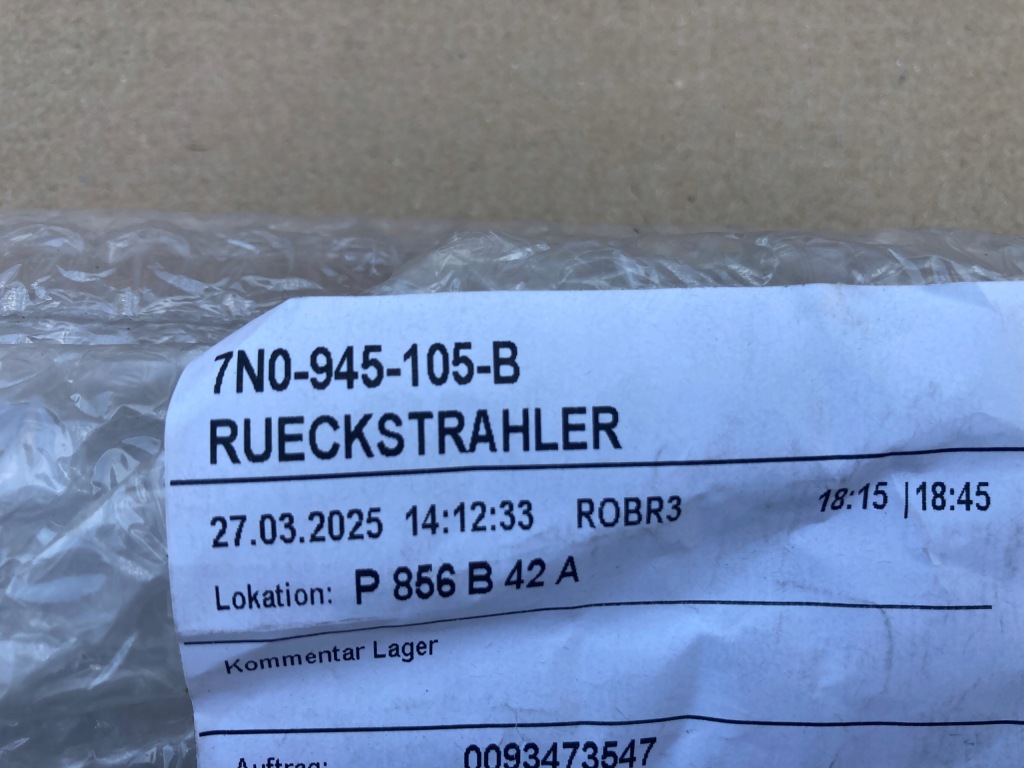 7N0-945-105-B
RUECKSTRAHLER
27.03.2025 14:12:33 ROBR3 18:15 |18:45
Lokation: P 856 B 42 A
Kommentar Lager
Auftrag: 0093473547